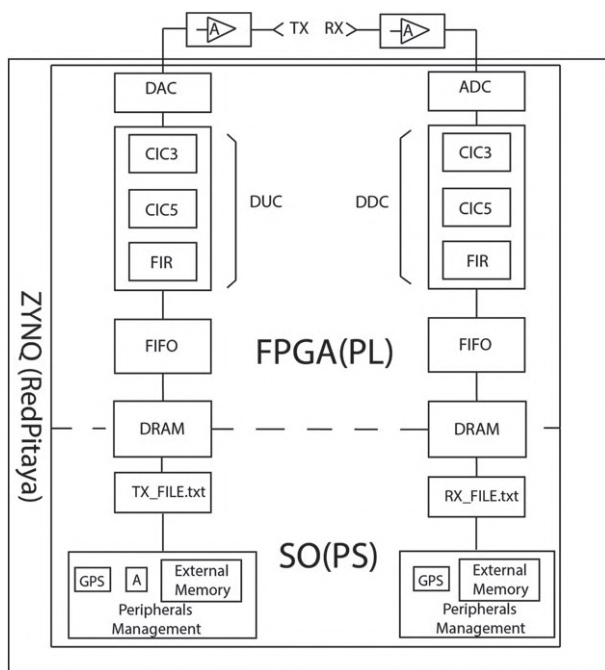 A
TX
RX
A
DAC
ADC
CIC3
CIC5
FIR
DUC
DDC
CIC3
CIC5
FIR
FIFO
FPGA(PL)
FIFO
ZYNQ (RedPitaya)
DRAM
DRAM
TX_FILE.txt
RX_FILE.txt
SO(PS)
GPS
A
External
Memory
Peripherals
Management
GPS
External
Memory
Peripherals
Management